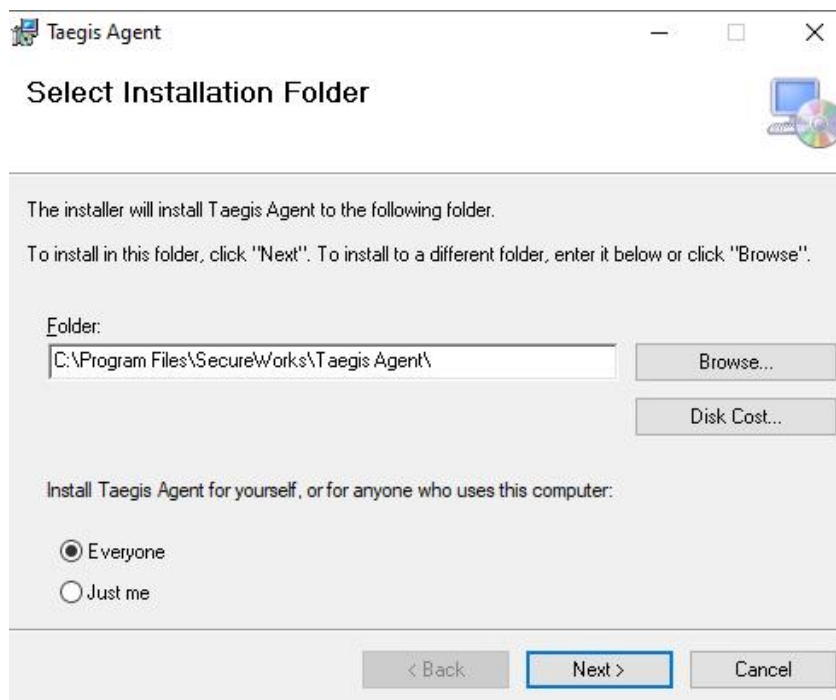 Taegis Agent
Select Installation Folder
The installer will install Taegis Agent to the following folder.
To install in this folder, click "Next". To install to a different folder, enter it below or click "Browse".
Folder:
C:\Program Files\SecureWorks\Taegis Agent\
Browse...
Disk Cost...
Install Taegis Agent for yourself, or for anyone who uses this computer:
Everyone
Just me
< Back
Next >
Cancel